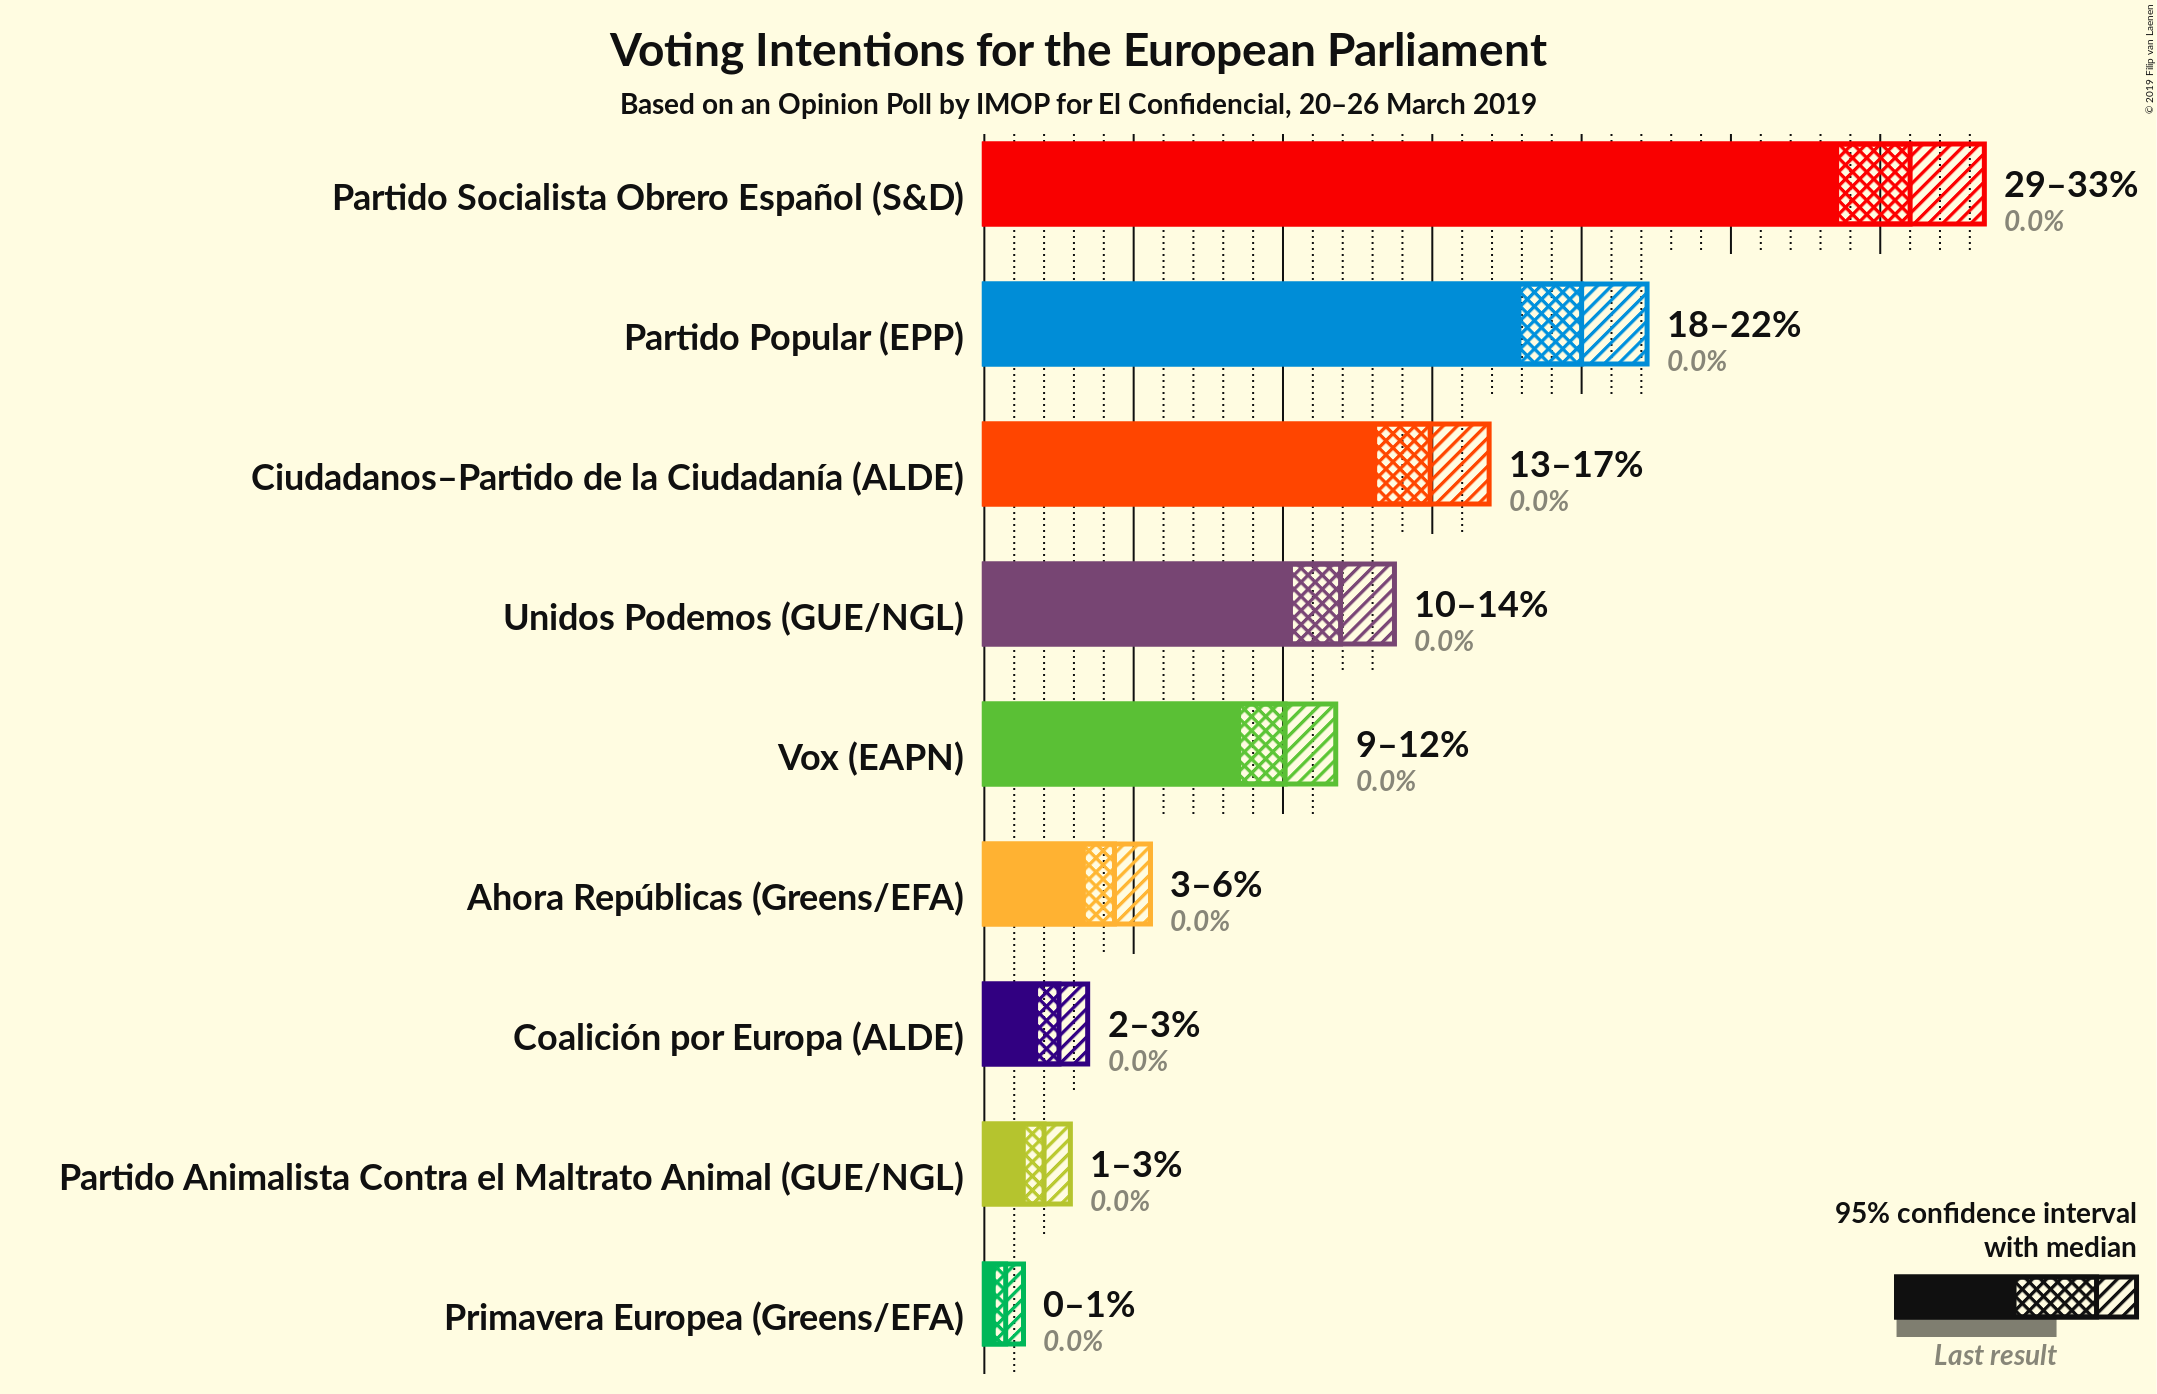 Voting Intentions for the European Parliament
Based on an Opinion Poll by IMOP for El Confidencial, 20–26 March 2019
© 2019 Filip van Laenen
Partido Socialista Obrero Español (S&D)
29–33%
0.0%
Partido Popular (EPP)
18–22%
0.0%
Ciudadanos–Partido de la Ciudadanía (ALDE)
13–17%
0.0%
Unidos Podemos (GUE/NGL)
10–14%
0.0%
Vox (EAPN)
9–12%
0.0%
Ahora Repúblicas (Greens/EFA)
3–6%
0.0%
Coalición por Europa (ALDE)
2–3%
0.0%
Partido Animalista Contra el Maltrato Animal (GUE/NGL)
1–3%
0.0%
Primavera Europea (Greens/EFA)
0–1%
0.0%
95% confidence interval
with median
Last result